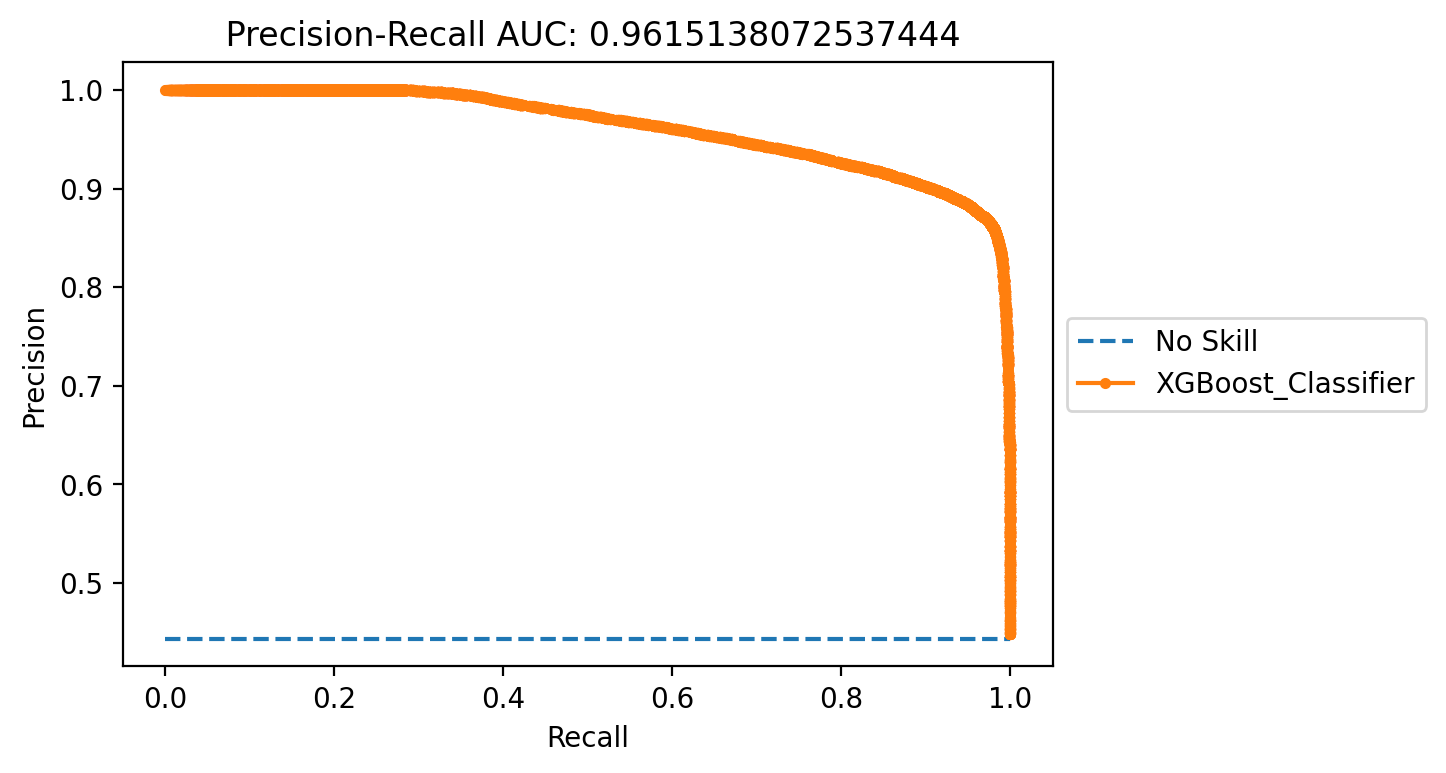 Precision-Recall AUC: 0.9615138072537444
1.0
0.9
0.8
0.7
0.6
0.5
Precision
0.0 0.2 0.4 0.6 0.8 1.0
Recall
No Skill
XGBoost_Classifier